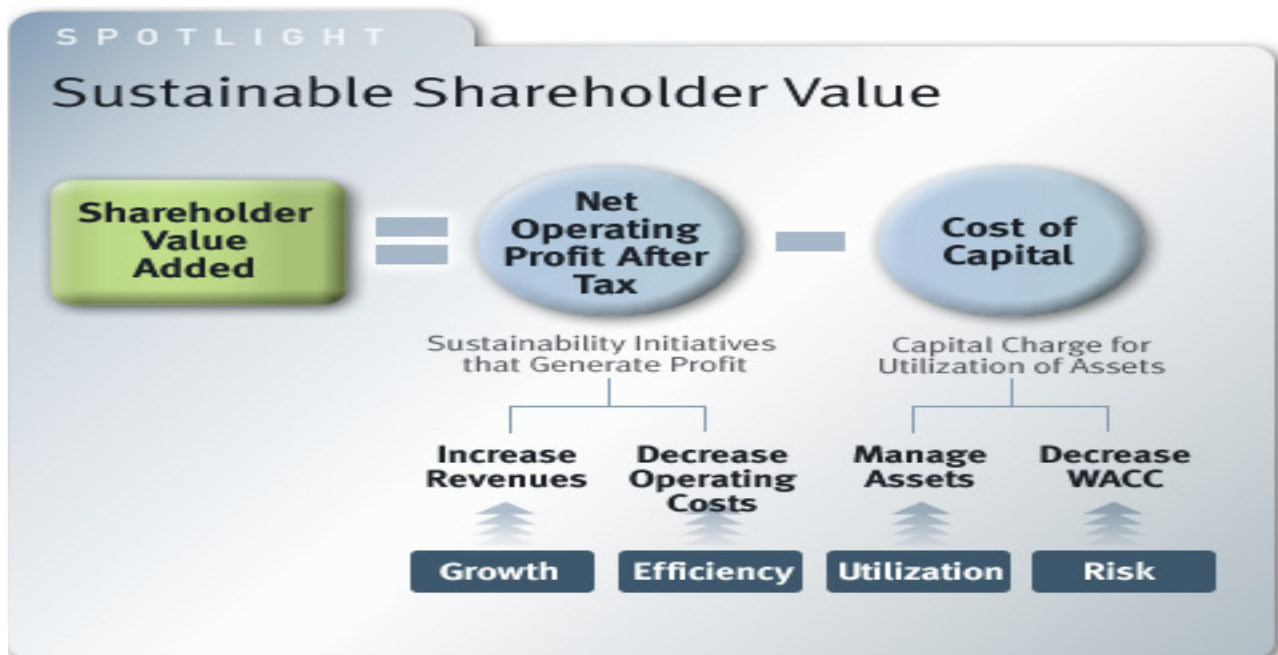 SPOTLIGHT
Sustainable Shareholder Value
Shareholder
Value
Added
Net
Operating
Profit After
Tax
Cost of
Capital
Sustainability Initiatives
that Generate Profit
Capital Charge for
Utilization of Assets
Increase
Revenues
Decrease
Operating
Costs
Manage
Assets
Decrease
WACC
Growth
Efficiency
Utilization
Risk